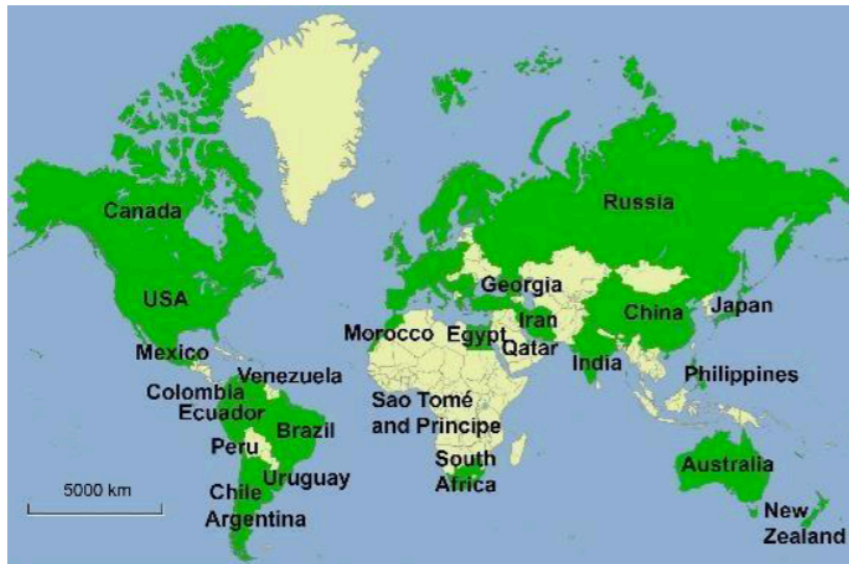 Canada
Russia
USA
Georgia
China
Japan
Iran
Morocco
Egypt
Qatar
Mexico
India
Venezuela
Philippines
Colombia
Ecuador
Sao Tomé
and Principe
Brazil
Peru
South
Africa
Australia
Uruguay
5000 km
Chile
Argentina
New
Zealand